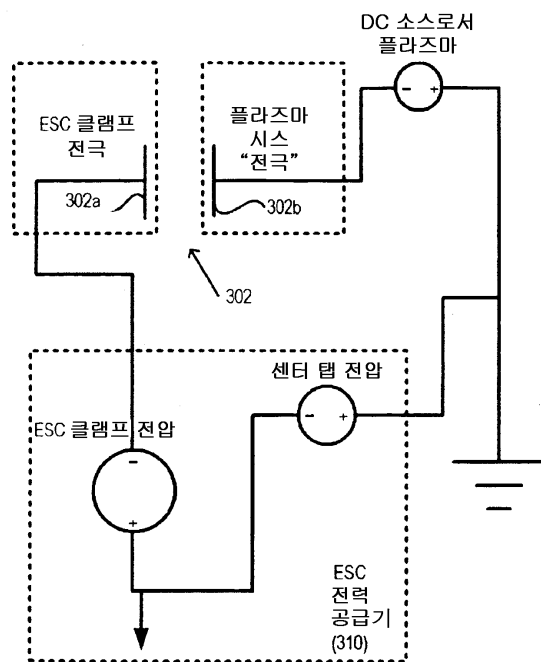 DC 소스로서
플라즈마
- +
ESC 클램프
전극
302a
플라즈마
시스
“전극”
302b
302
센터 탭 전압
- +
ESC 클램프 전압
-
+
ESC
전력
공급기
(310)